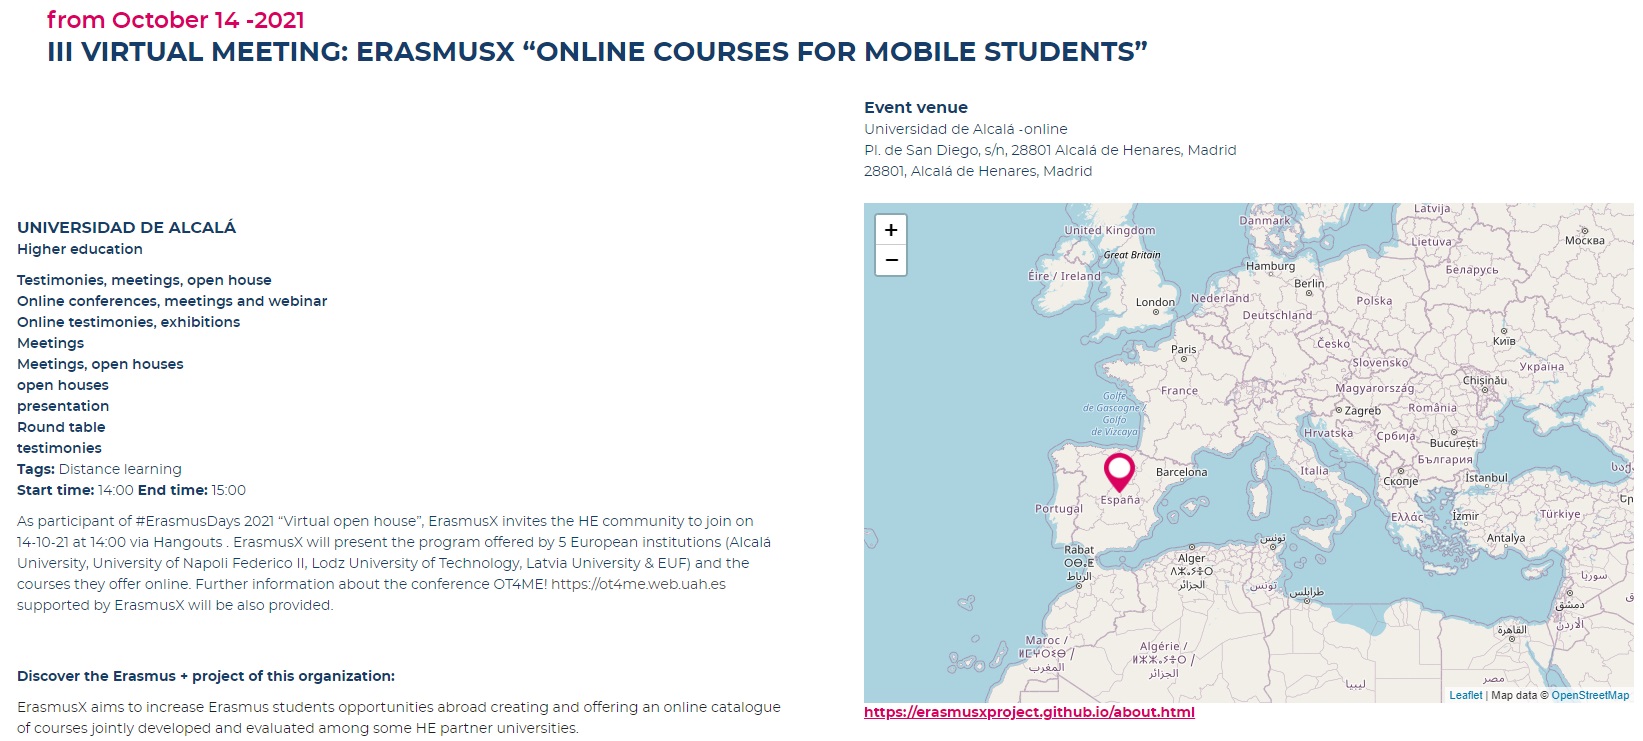 from October 14 -2021
III VIRTUAL MEETING: ERASMUSX “ONLINE COURSES FOR MOBILE STUDENTS”
Event venue
Universidad de Alcalá -online
Pl. de San Diego, s/n, 28801 Alcalá de Henares, Madrid
28801, Alcalá de Henares, Madrid
UNIVERSIDAD DE ALCALÁ
Higher education
Testimonies, meetings, open house
Online conferences, meetings and webinar
Online testimonies, exhibitions
Meetings
Meetings, open houses
open houses
presentation
Round table
testimonies
Tags: Distance learning
Start time: 14:00 End time: 15:00
As participant of #ErasmusDays 2021 “Virtual open house”, ErasmusX invites the HE community to join on
14-10-21 at 14:00 via Hangouts . ErasmusX will present the program offered by 5 European institutions (Alcalá
University, University of Napoli Federico II, Lodz University of Technology, Latvia University & EUF) and the
courses they offer online. Further information about the conference OT4ME! https://ot4me.web.uah.es
supported by ErasmusX will be also provided.
Discover the Erasmus + project of this organization:
ErasmusX aims to increase Erasmus students opportunities abroad creating and offering an online catalogue
of courses jointly developed and evaluated among some HE partner universities.
+
−
Latvija
Danmark
United Kingdom
Lietuva
Москва
Great Britain
Éire / Ireland
Hamburg
Беларусь
Berlin
London
Nederland
Polska
Deutschland
Київ
Česko
Paris
Slovensko
Україна
Chișinău
France
Magyarország
Golfe
de Gascogne /
Golfo
de Vizcaya
Zagreb
România
Hrvatska
Србија
București
България
Barcelona
Italia
Скопје
Istanbul
España
Portugal
Ελλάς
İzmir
Türkiye
Antalya
تونس
Rabat
ⵔⴱⴰⵟ
الرباط
Alger
الجزائر
تونس
طرابلس
سوريا
دمشق
الأردن
القاهرة
Maroc /
ⵍⵎⵖⵔⵉⴱ /
المغرب
Algérie /
الجزائر
ليبيا
مصر
Leaflet | Map data © OpenStreetMap
https://erasmusxproject.github.io/about.html